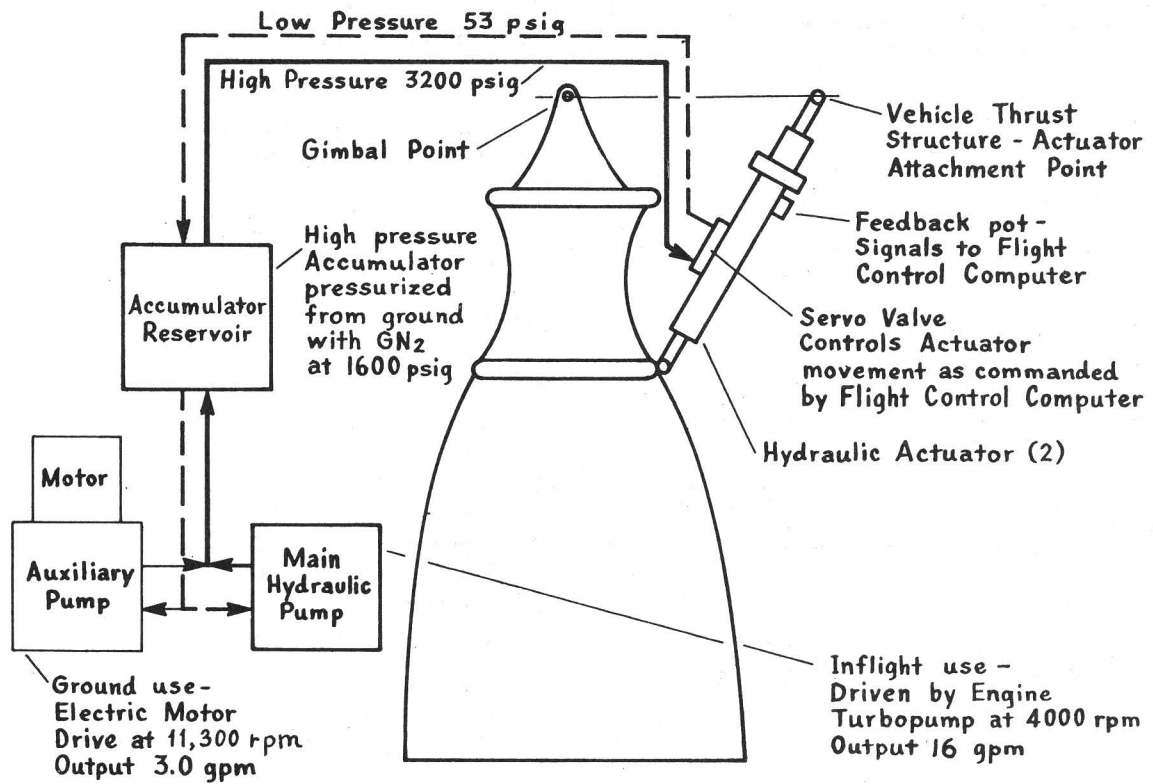 Low Pressure 53 psig
High Pressure 3200 psig
Gimbal Point
Vehicle Thrust
Structure - Actuator
Attachment Point
Feedback pot-
Signals to Flight
Control Computer
High pressure
Accumulator
pressurized
from ground
with GN2
at 1600 psig
Accumulator
Reservoir
Servo Valve
Controls Actuator
movement as commanded
by Flight Control Computer
Hydraulic Actuator (2)
Motor
Auxiliary
Pump
Main
Hydraulic
Pump
Ground use-
Electric Motor
Drive at 11,300 rpm
Output 3.0 gpm
Inflight use -
Driven by Engine
Turbopump at 4000 rpm
Output 16 gpm